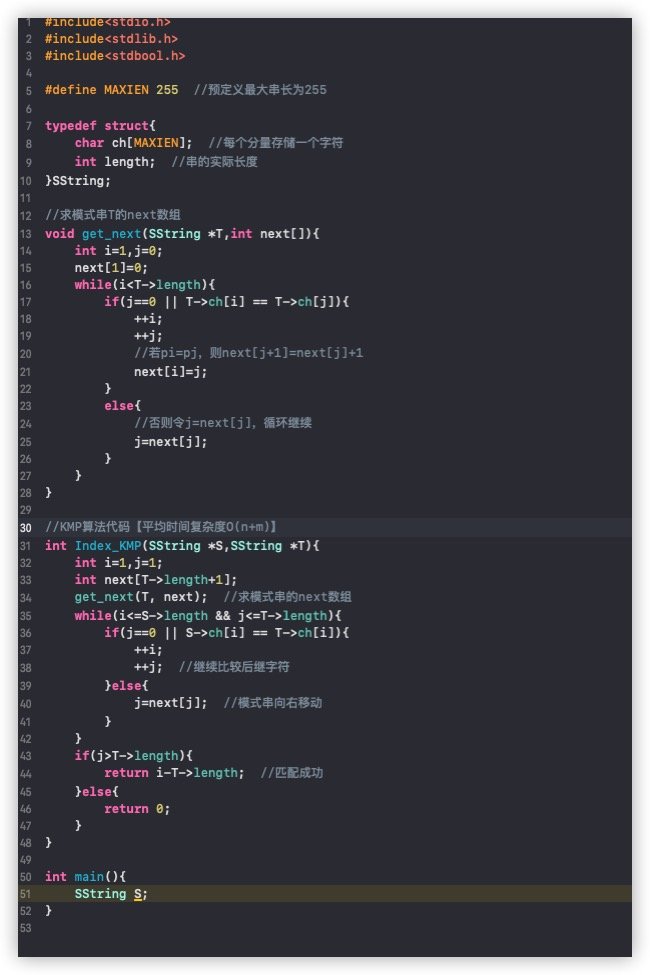 1 #include<stdio.h>
2 #include<stdlib.h>
3 #include<stdbool.h>
4
5 #define MAXIEN 255  //预定义最大串长为255
6
7 typedef struct{
8     char ch[MAXIEN];  //每个分量存储一个字符
9     int length;  //串的实际长度
10 }SString;
11
12 //求模式串T的next数组
13 void get_next(SString *T,int next[]){
14     int i=1,j=0;
15     next[1]=0;
16     while(i<T->length){
17         if(j==0 || T->ch[i] == T->ch[j]){
18             ++i;
19             ++j;
20             //若pi=pj，则next[j+1]=next[j]+1
21             next[i]=j;
22         }
23         else{
24             //否则令j=next[j]，循环继续
25             j=next[j];
26         }
27     }
28 }
29
30 //KMP算法代码【平均时间复杂度O(n+m)】
31 int Index_KMP(SString *S,SString *T){
32     int i=1,j=1;
33     int next[T->length+1];
34     get_next(T, next);  //求模式串的next数组
35     while(i<=S->length && j<=T->length){
36         if(j==0 || S->ch[i] == T->ch[i]){
37             ++i;
38             ++j;  //继续比较后继字符
39         }else{
40             j=next[j];  //模式串向右移动
41         }
42     }
43     if(j>T->length){
44         return i-T->length;  //匹配成功
45     }else{
46         return 0;
47     }
48 }
49
50 int main(){
51     SString S;
52 }
53